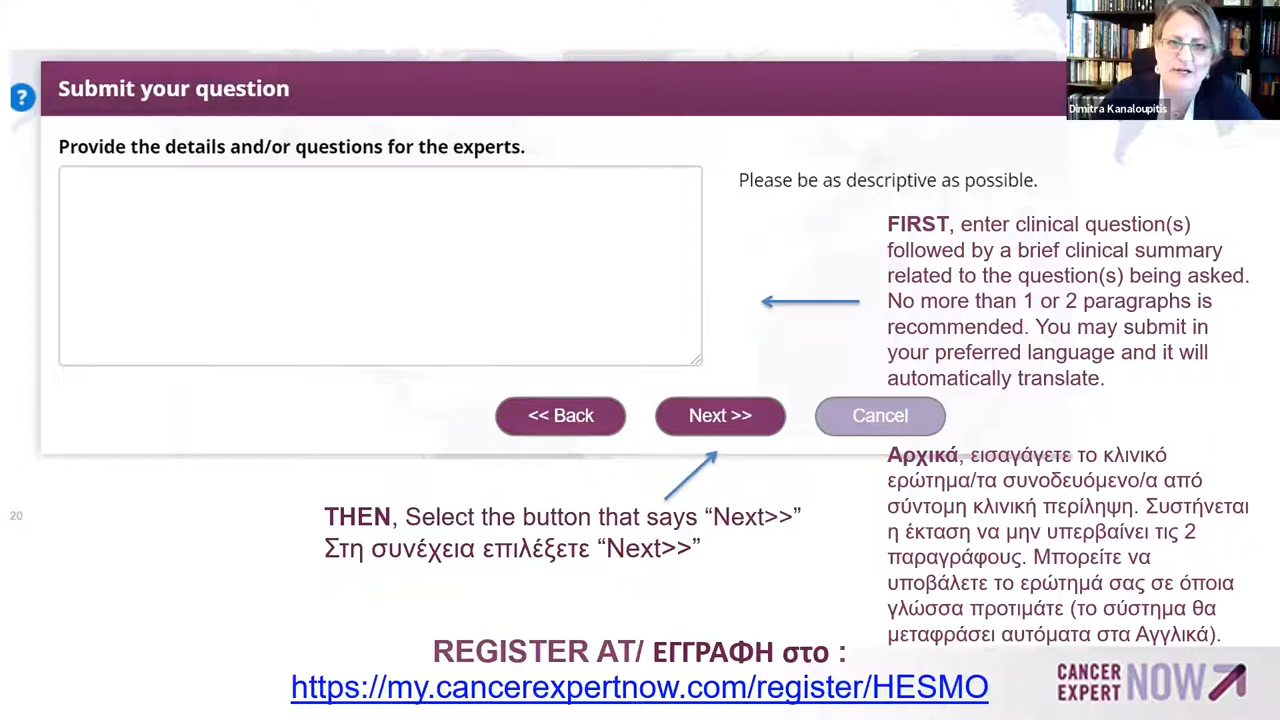 Dimitra Kanaloupitis
?
Submit your question
Provide the details and/or questions for the experts.
Please be as descriptive as possible.
FIRST, enter clinical question(s)
followed by a brief clinical summary
related to the question(s) being asked.
No more than 1 or 2 paragraphs is
recommended. You may submit in
your preferred language and it will
automatically translate.
<< Back
Next >>
Cancel
Αρχικά, εισαγάγετε το κλινικό
ερώτημα/τα συνοδευόμενο/α από
σύντομη κλινική περίληψη. Συστήνεται
η έκταση να μην υπερβαίνει τις 2
παραγράφους. Μπορείτε να
υποβάλετε το ερώτημά σας σε όποια
γλώσσα προτιμάτε (το σύστημα θα
μεταφράσει αυτόματα στα Αγγλικά).
20
THEN, Select the button that says “Next>>”
Στη συνέχεια επιλέξετε “Next>>”
REGISTER AT/ ΕΓΓΡΑΦΗ στο :
https://my.cancerexpertnow.com/register/HESMO
CANCER
EXPERT NOW